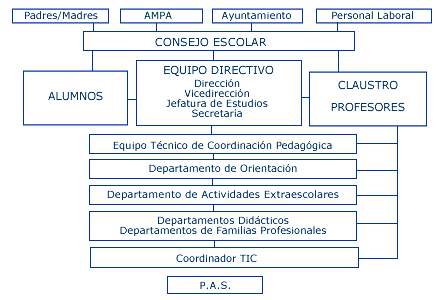 Padres/Madres
AMPA
Ayuntamiento
Personal Laboral
CONSEJO ESCOLAR
ALUMNOS
EQUIPO DIRECTIVO
Dirección
Vicedirección
Jefatura de Estudios
Secretaria
CLAUSTRO
PROFESORES
Equipo Técnico de Coordinación Pedagógica
Departamento de Orientación
Departamento de Actividades Extraescolares
Departamentos Didácticos
Departamentos de Familias Profesionales
Coordinador TIC
P.A.S.